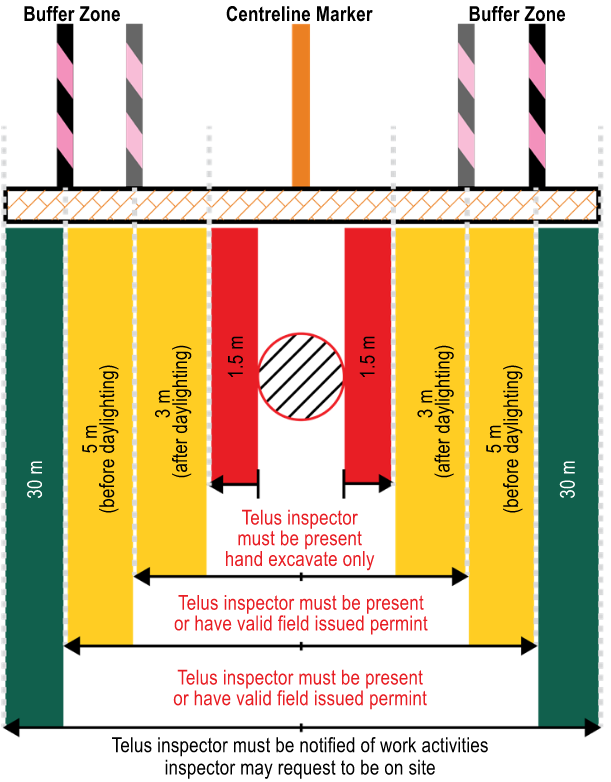 Buffer Zone
Centreline Marker
Buffer Zone
30 m
5 m
(before daylighting)
3 m
(after daylighting)
1.5 m
1.5 m
3 m
(after daylighting)
5 m
(before daylighting)
30 m
Telus inspector
must be present
hand excavate only
Telus inspector must be present
or have valid field issued permint
Telus inspector must be present
or have valid field issued permint
Telus inspector must be notified of work activities
inspector may request to be on site